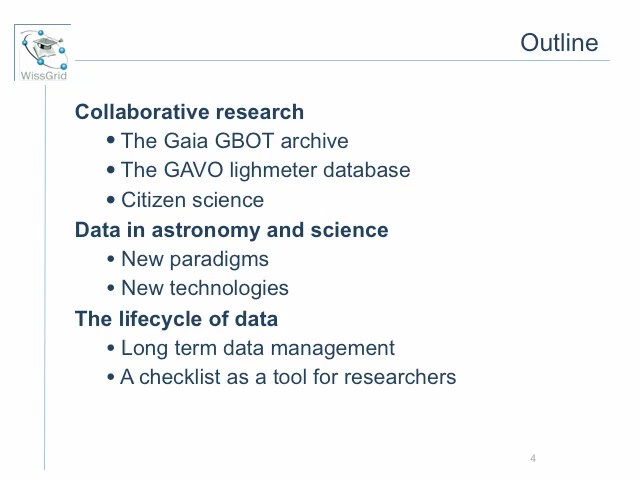 WissGrid
Outline
Collaborative research
• The Gaia GBOT archive
• The GAVO lighmeter database
• Citizen science
Data in astronomy and science
• New paradigms
• New technologies
The lifecycle of data
• Long term data management
• A checklist as a tool for researchers
4